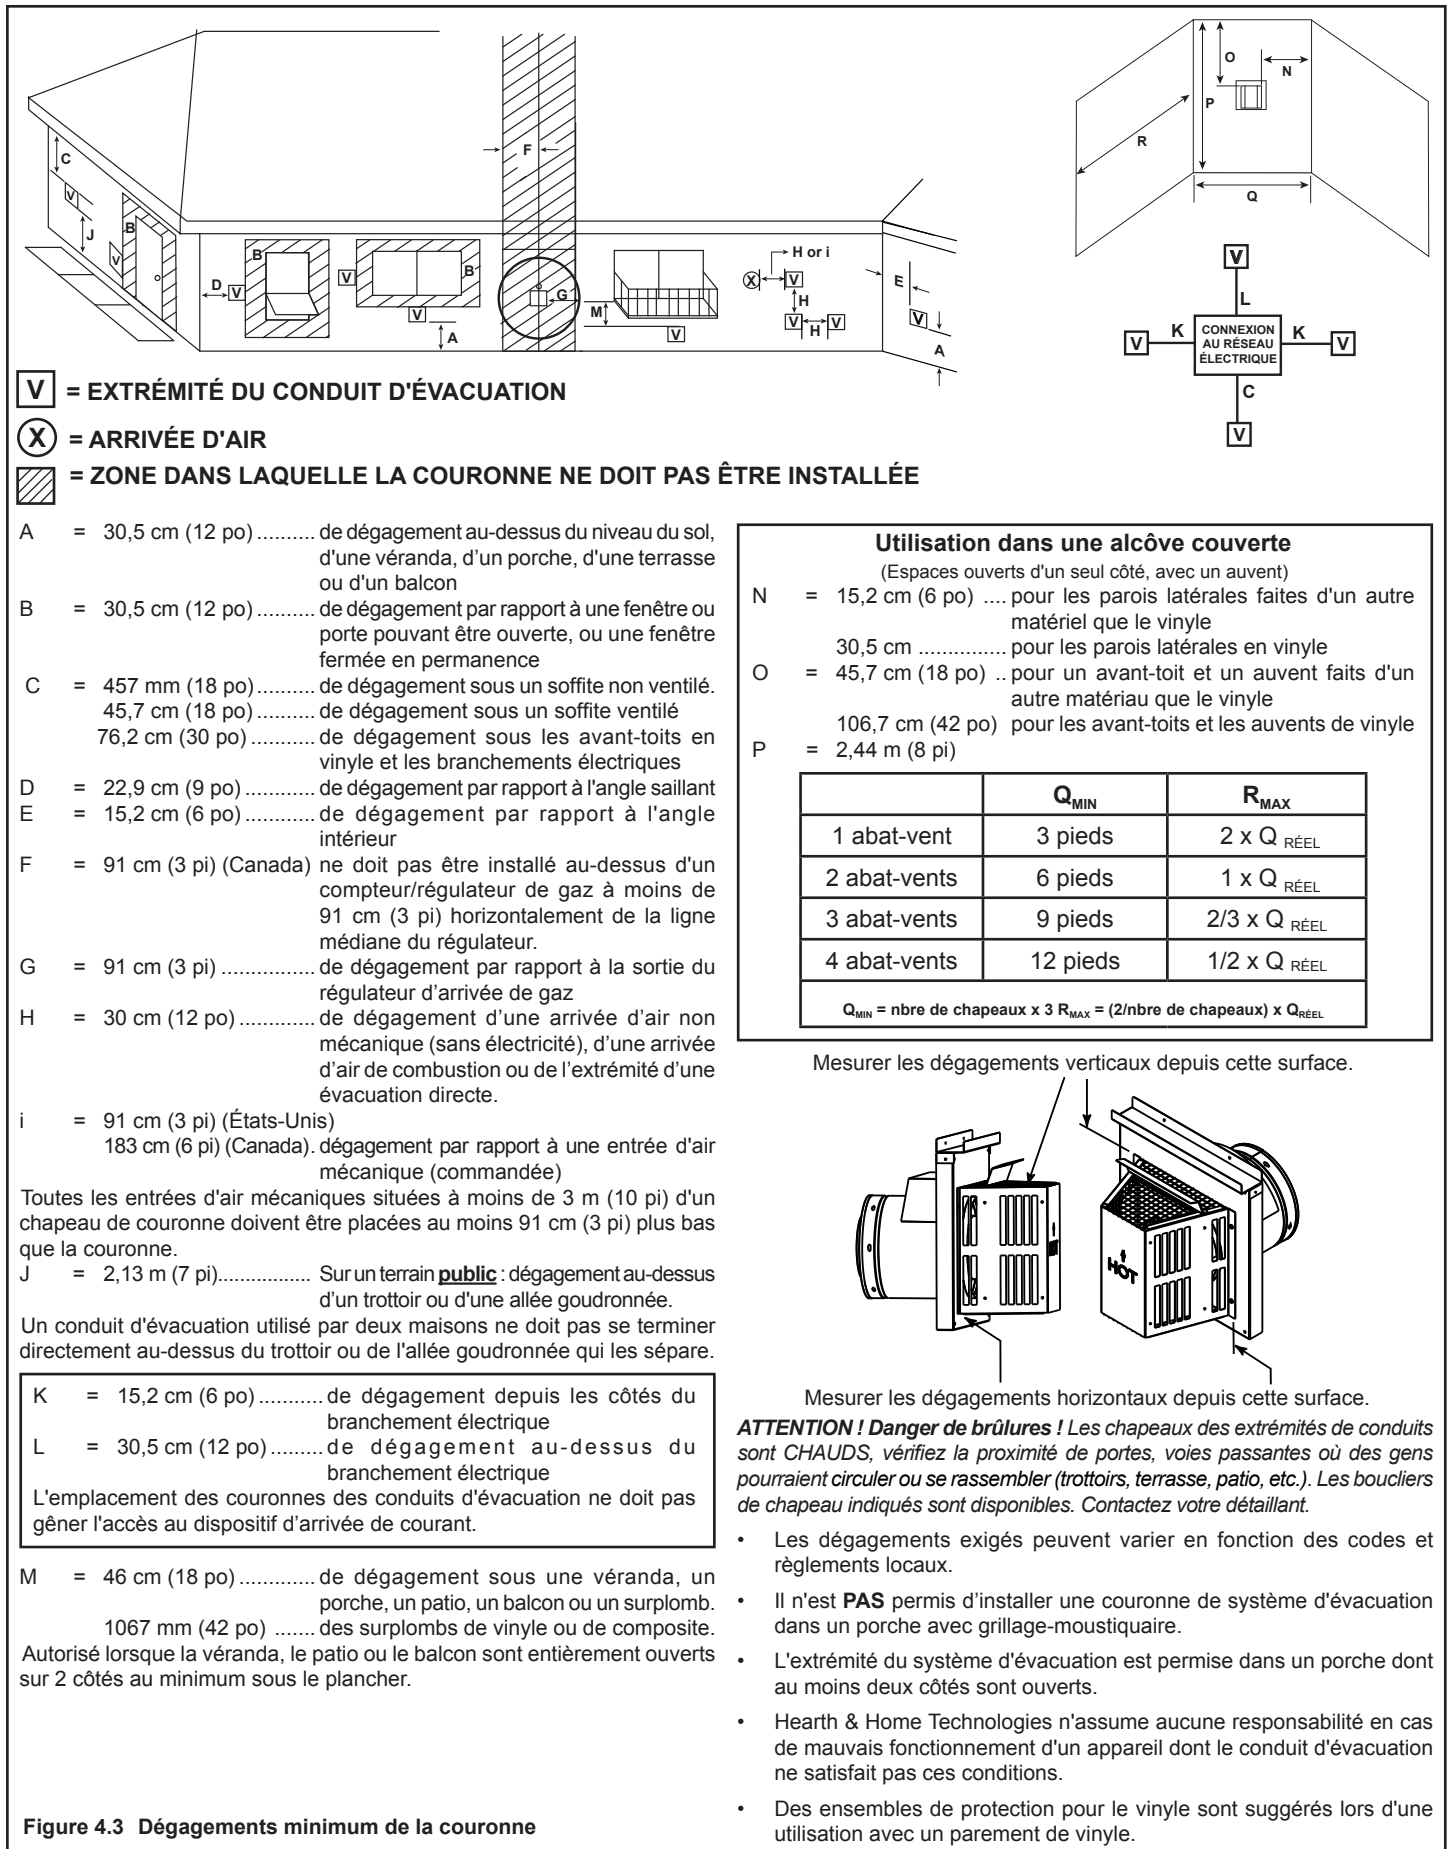 C
V
J
B
V
D
V
B
V
B
V
A
F
G
M
V
H or i
X
V
H
V
H
V
E
V
A
O
N
P
R
Q
V
L
K
K
V
CONNEXION
AU RÉSEAU
ÉLECTRIQUE
V
C
V
V = EXTRÉMITÉ DU CONDUIT D'ÉVACUATION
X = ARRIVÉE D'AIR
= ZONE DANS LAQUELLE LA COURONNE NE DOIT PAS ÊTRE INSTALLÉE
A = 30,5 cm (12 po) .......... de dégagement au-dessus du niveau du sol,
d'une véranda, d'un porche, d'une terrasse
ou d'un balcon
B = 30,5 cm (12 po) .......... de dégagement par rapport à une fenêtre ou
porte pouvant être ouverte, ou une fenêtre
fermée en permanence
C = 457 mm (18 po) .......... de dégagement sous un soffite non ventilé.
45,7 cm (18 po) .......... de dégagement sous un soffite ventilé
76,2 cm (30 po) ........... de dégagement sous les avant-toits en
vinyle et les branchements électriques
D = 22,9 cm (9 po) ............ de dégagement par rapport à l'angle saillant
E = 15,2 cm (6 po) ............ de dégagement par rapport à l'angle
intérieur
F = 91 cm (3 pi) (Canada) ne doit pas être installé au-dessus d'un
compteur/régulateur de gaz à moins de
91 cm (3 pi) horizontalement de la ligne
médiane du régulateur.
G = 91 cm (3 pi) ................ de dégagement par rapport à la sortie du
régulateur d'arrivée de gaz
H = 30 cm (12 po) ............. de dégagement d'une arrivée d'air non
mécanique (sans électricité), d'une arrivée
d'air de combustion ou de l'extrémité d'une
évacuation directe.
i = 91 cm (3 pi) (États-Unis)
183 cm (6 pi) (Canada). dégagement par rapport à une entrée d'air
mécanique (commandée)
Toutes les entrées d'air mécaniques situées à moins de 3 m (10 pi) d'un
chapeau de couronne doivent être placées au moins 91 cm (3 pi) plus bas
que la couronne.
J = 2,13 m (7 pi)................ Sur un terrain public : dégagement au-dessus
d'un trottoir ou d'une allée goudronnée.
Un conduit d'évacuation utilisé par deux maisons ne doit pas se terminer
directement au-dessus du trottoir ou de l'allée goudronnée qui les sépare.
K = 15,2 cm (6 po) ........... de dégagement depuis les côtés du
branchement électrique
L = 30,5 cm (12 po) ......... de dégagement au-dessus du
branchement électrique
L'emplacement des couronnes des conduits d'évacuation ne doit pas
gêner l'accès au dispositif d'arrivée de courant.
M = 46 cm (18 po) ............. de dégagement sous une véranda, un
porche, un patio, un balcon ou un surplomb.
1067 mm (42 po) ....... des surplombs de vinyle ou de composite.
Autorisé lorsque la véranda, le patio ou le balcon sont entièrement ouverts
sur 2 côtés au minimum sous le plancher.
Figure 4.3 Dégagements minimum de la couronne
Utilisation dans une alcôve couverte
(Espaces ouverts d'un seul côté, avec un auvent)
N = 15,2 cm (6 po) .... pour les parois latérales faites d'un autre
matériel que le vinyle
30,5 cm ............... pour les parois latérales en vinyle
O = 45,7 cm (18 po) .. pour un avant-toit et un auvent faits d'un
autre matériau que le vinyle
106,7 cm (42 po) pour les avant-toits et les auvents de vinyle
P = 2,44 m (8 pi)
QMIN RMAX
1 abat-vent 3 pieds 2 x Q RÉEL
2 abat-vents 6 pieds 1 x Q RÉEL
3 abat-vents 9 pieds 2/3 x Q RÉEL
4 abat-vents 12 pieds 1/2 x Q RÉEL
QMIN = nbre de chapeaux x 3 RMAX = (2/nbre de chapeaux) x QRÉEL
Mesurer les dégagements verticaux depuis cette surface.
HOT
Mesurer les dégagements horizontaux depuis cette surface.
ATTENTION ! Danger de brûlures ! Les chapeaux des extrémités de conduits
sont CHAUDS, vérifiez la proximité de portes, voies passantes où des gens
pourraient circuler ou se rassembler (trottoirs, terrasse, patio, etc.). Les boucliers
de chapeau indiqués sont disponibles. Contactez votre détaillant.
• Les dégagements exigés peuvent varier en fonction des codes et
règlements locaux.
• Il n'est PAS permis d'installer une couronne de système d'évacuation
dans un porche avec grillage-moustiquaire.
• L'extrémité du système d'évacuation est permise dans un porche dont
au moins deux côtés sont ouverts.
• Hearth & Home Technologies n'assume aucune responsabilité en cas
de mauvais fonctionnement d'un appareil dont le conduit d'évacuation
ne satisfait pas ces conditions.
• Des ensembles de protection pour le vinyle sont suggérés lors d'une
utilisation avec un parement de vinyle.